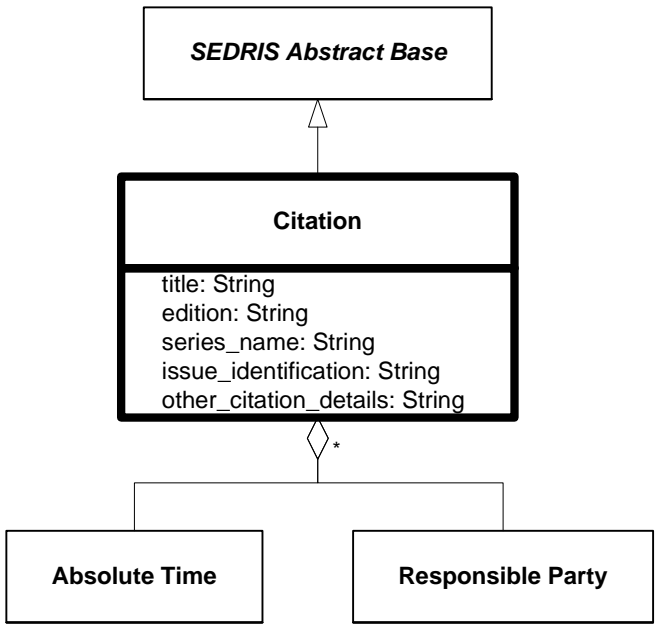 SEDRIS Abstract Base
Citation
title: String
edition: String
series_name: String
issue_identification: String
other_citation_details: String
*
Absolute Time
Responsible Party